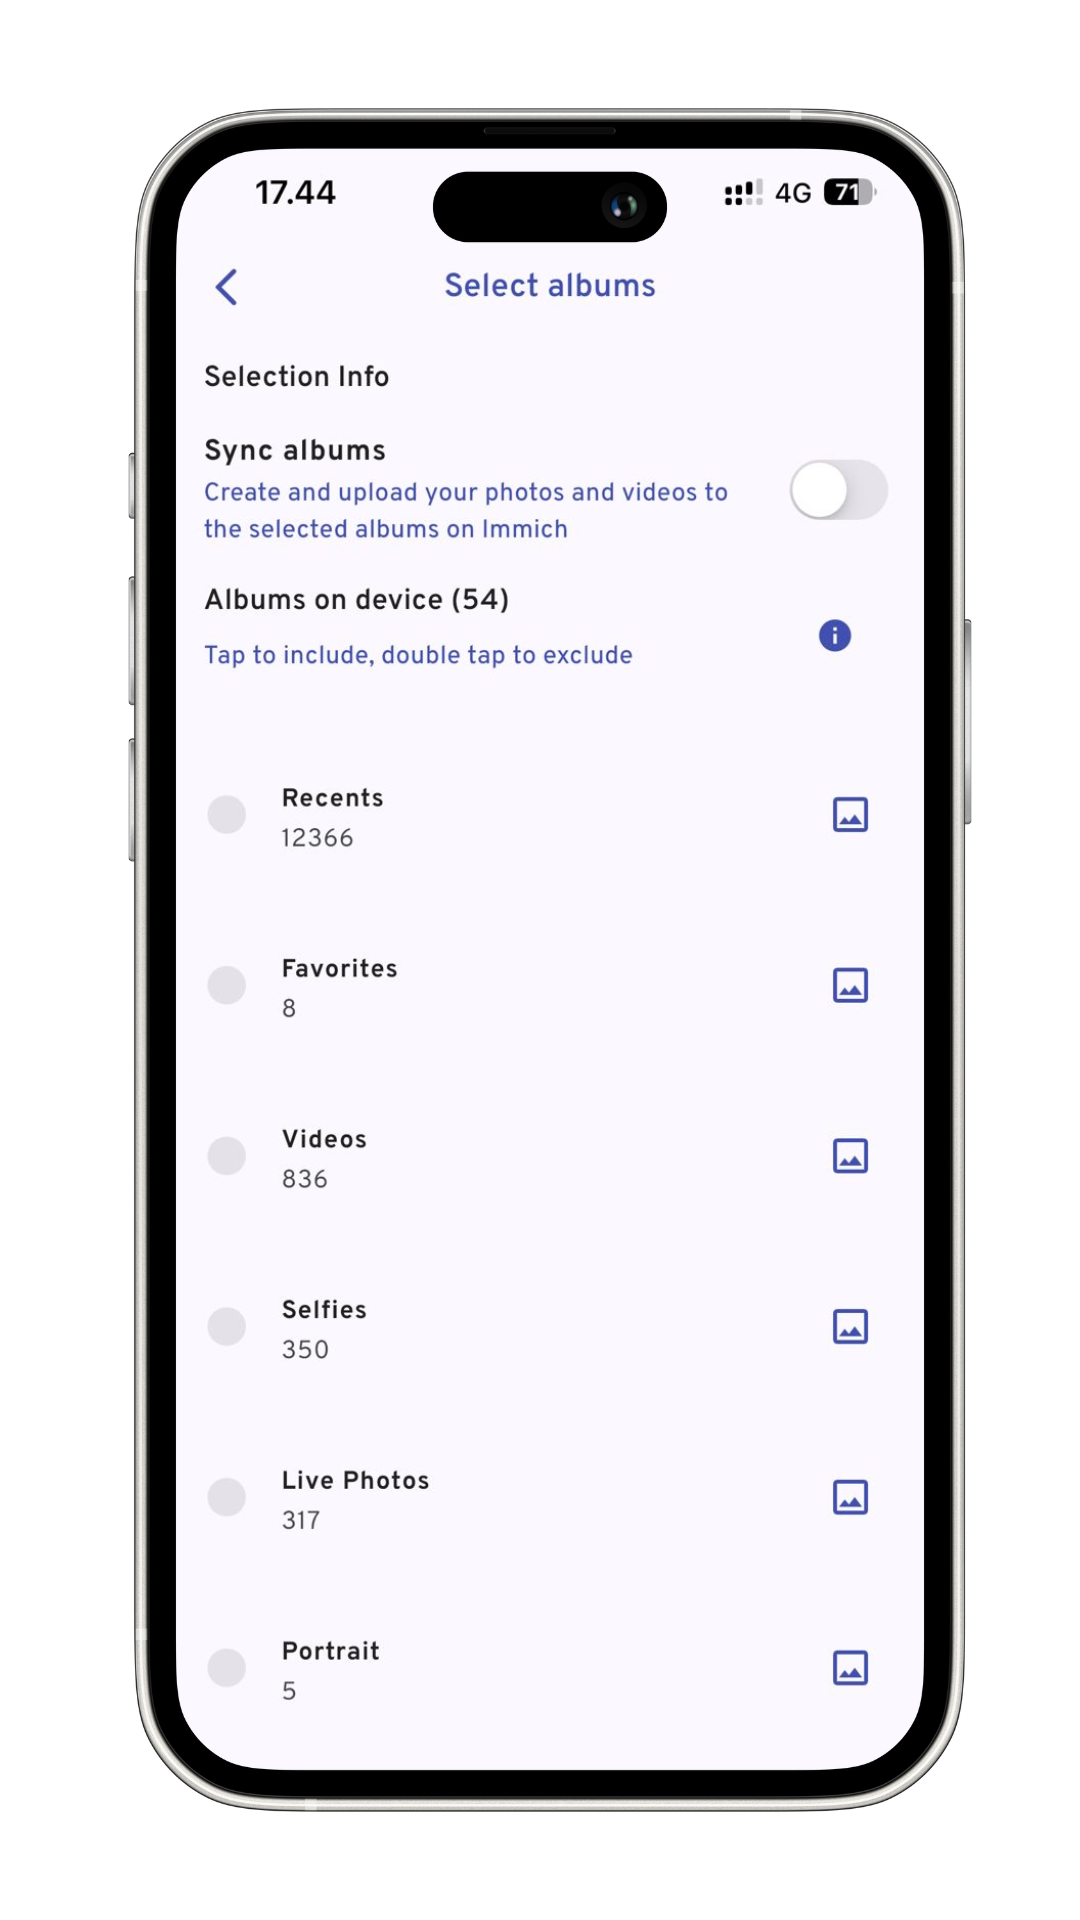 17.44
4G
71
Select albums
Selection Info
Sync albums
Create and upload your photos and videos to
the selected albums on Immich
Albums on device (54)
Tap to include, double tap to exclude
Recents
12366
Favorites
8
Videos
836
Selfies
350
Live Photos
317
Portrait
5